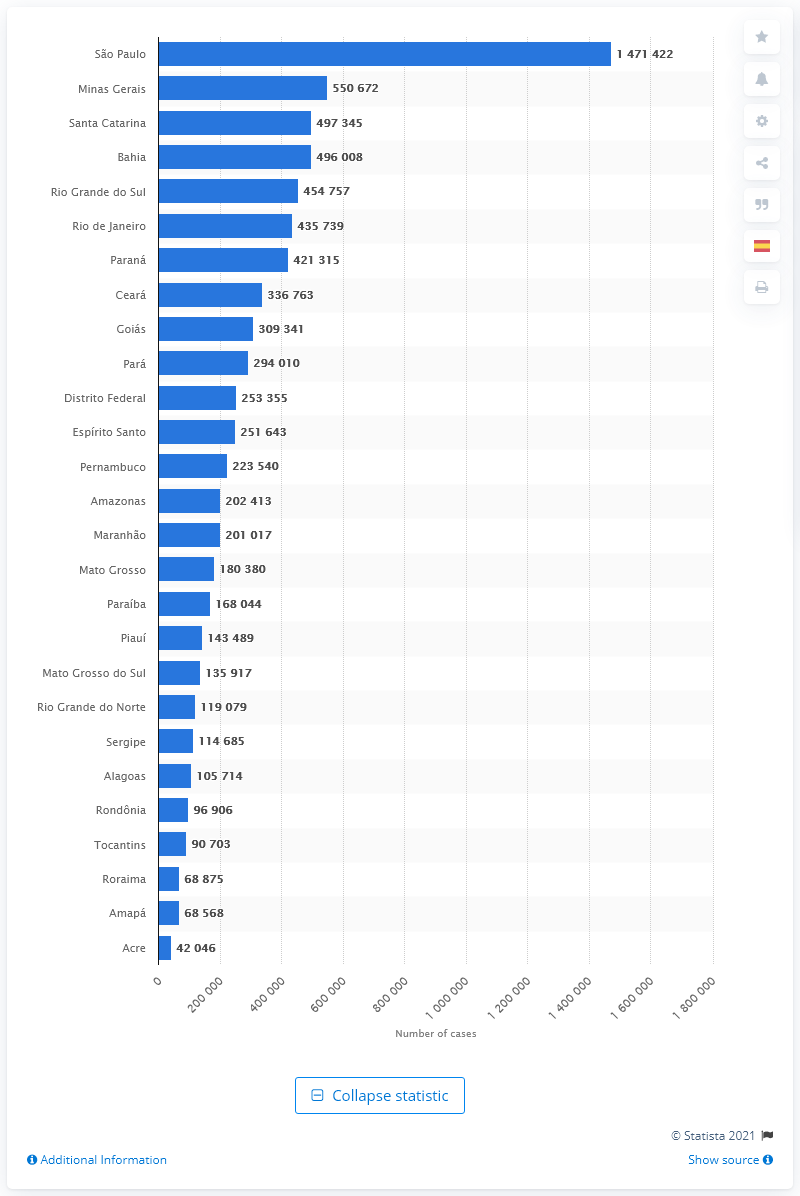 São Paulo 1 471 422
Minas Gerais 550 672
Santa Catarina 497 345
Bahia 496 008
Rio Grande do Sul 454 757
Rio de Janeiro 435 739
Paraná 421 315
Ceará 336 763
Goiás 309 341
Pará 294 010
Distrito Federal 253 355
Espírito Santo 251 643
Pernambuco 223 540
Amazonas 202 413
Maranhão 201 017
Mato Grosso 180 380
Paraíba 168 044
Piauí 143 489
Mato Grosso do Sul 135 917
Rio Grande do Norte 119 079
Sergipe 114 685
Alagoas 105 714
Rondônia 96 906
Tocantins 90 703
Roraima 68 875
Amapá 68 568
Acre 42 046
0 200 000 400 000 600 000 800 000 1 000 000 1 200 000 1 400 000 1 600 000 1 800 000
Number of cases
Collapse statistic
© Statista 2021
Additional Information Show source